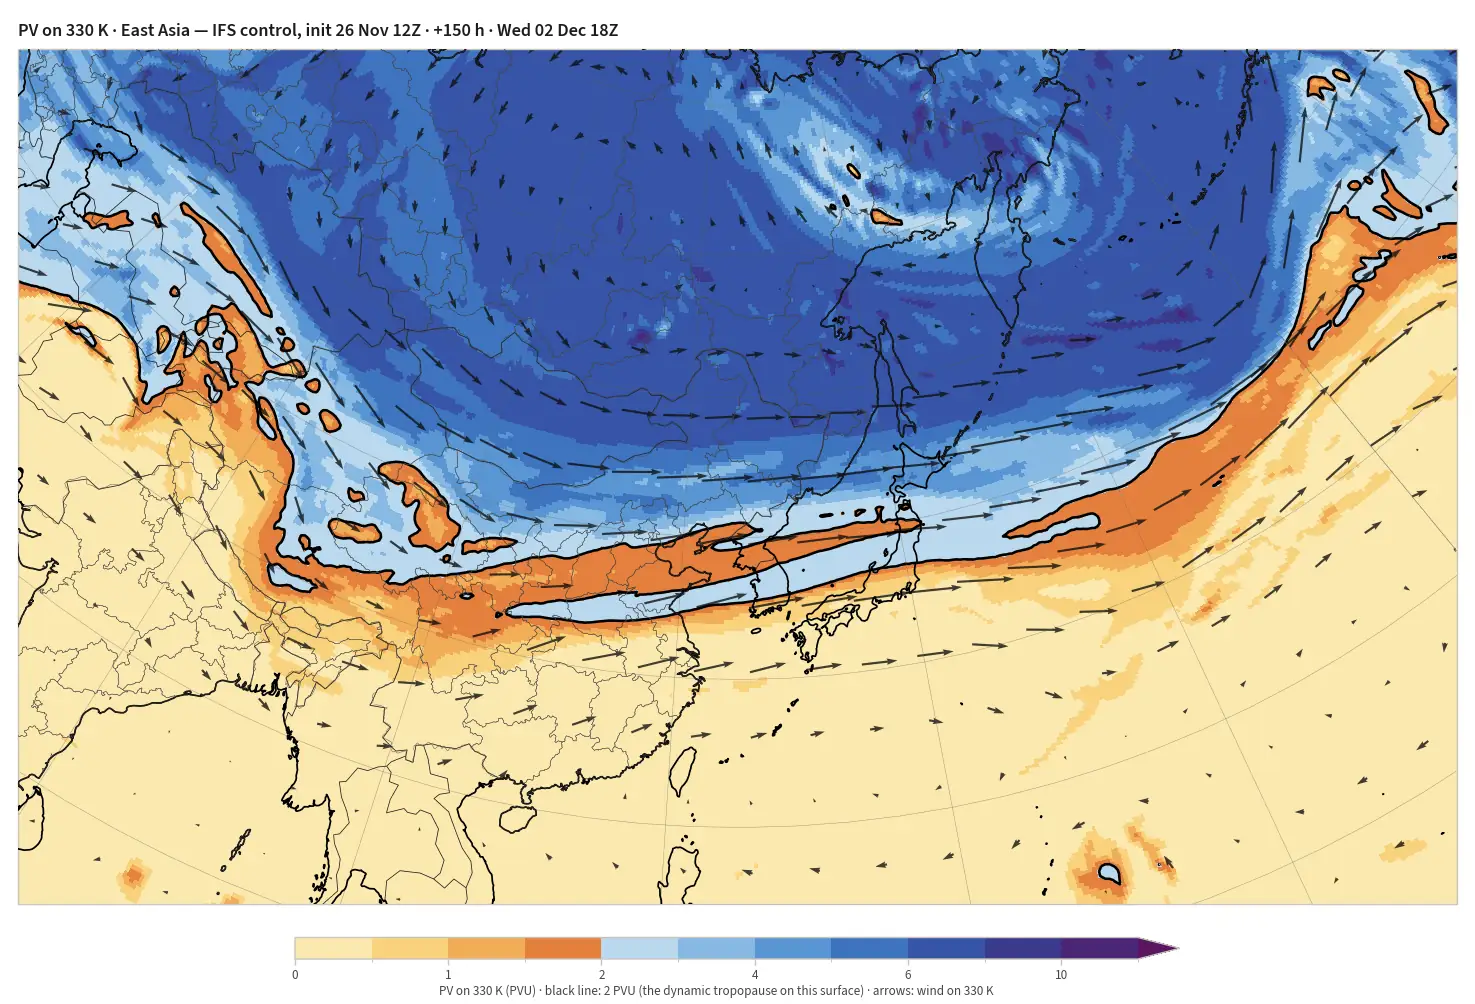 PV on 330 K · East Asia — IFS control, init 26 Nov 12Z · +150 h · Wed 02 Dec 18Z
0 1 2 4 6 10
PV on 330 K (PVU) · black line: 2 PVU (the dynamic tropopause on this surface) · arrows: wind on 330 K